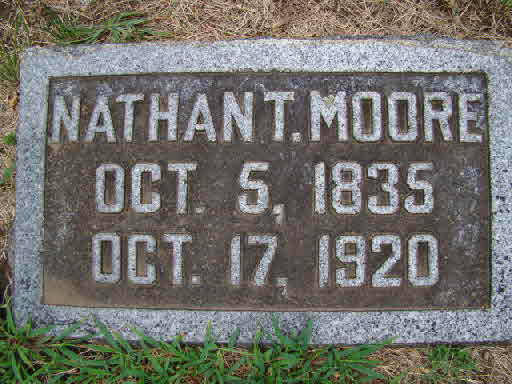 NATHAN T. MOORE
OCT. 5, 1835
OCT. 17, 1920